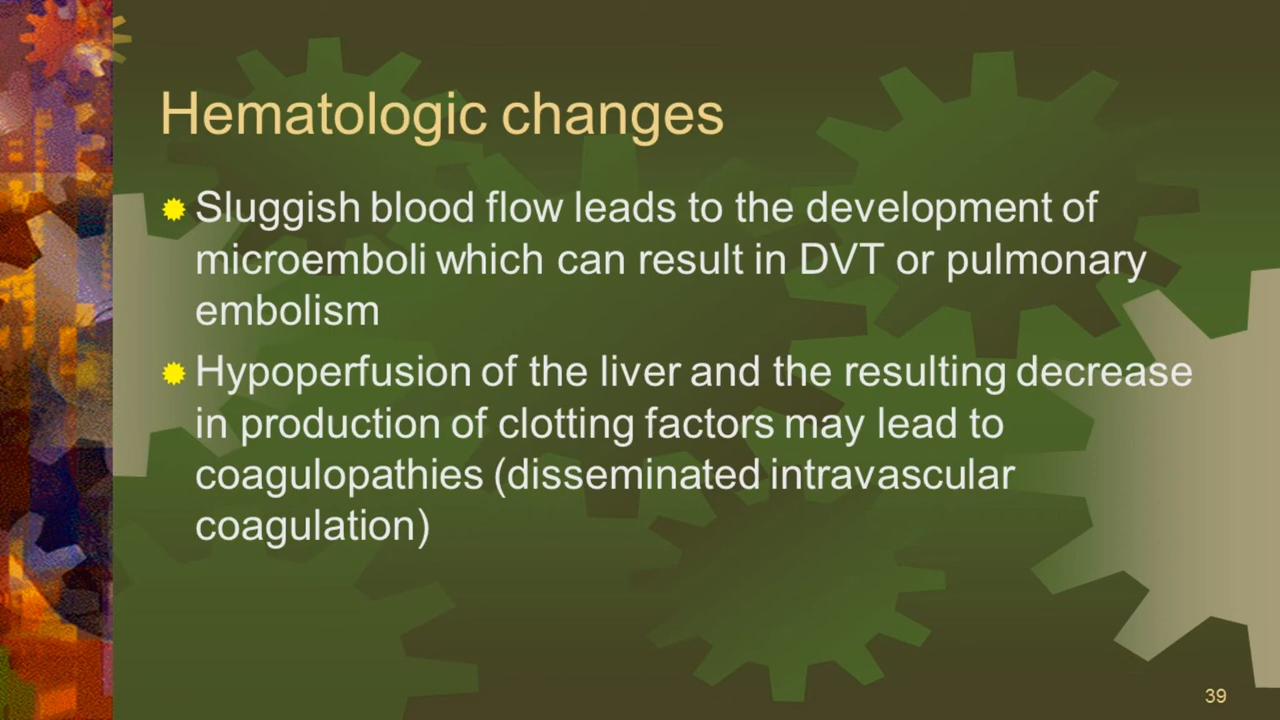 Hematologic changes
Sluggish blood flow leads to the development of
microemboli which can result in DVT or pulmonary
embolism
Hypoperfusion of the liver and the resulting decrease
in production of clotting factors may lead to
coagulopathies (disseminated intravascular
coagulation)
39